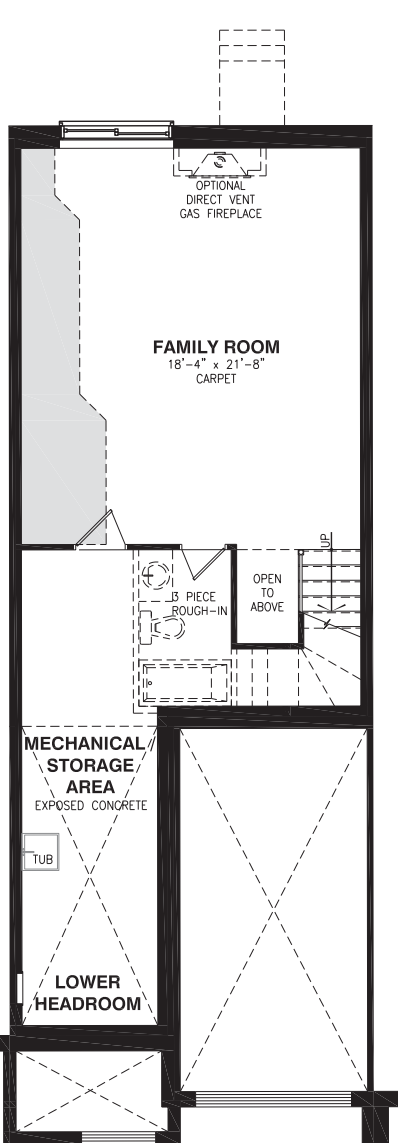 OPTIONAL
DIRECT VENT
GAS FIREPLACE
FAMILY ROOM
18'-4" x 21'-8"
CARPET
UP
OPEN
TO
ABOVE
3 PIECE
ROUGH-IN
MECHANICAL
STORAGE
AREA
EXPOSED CONCRETE
TUB
LOWER
HEADROOM